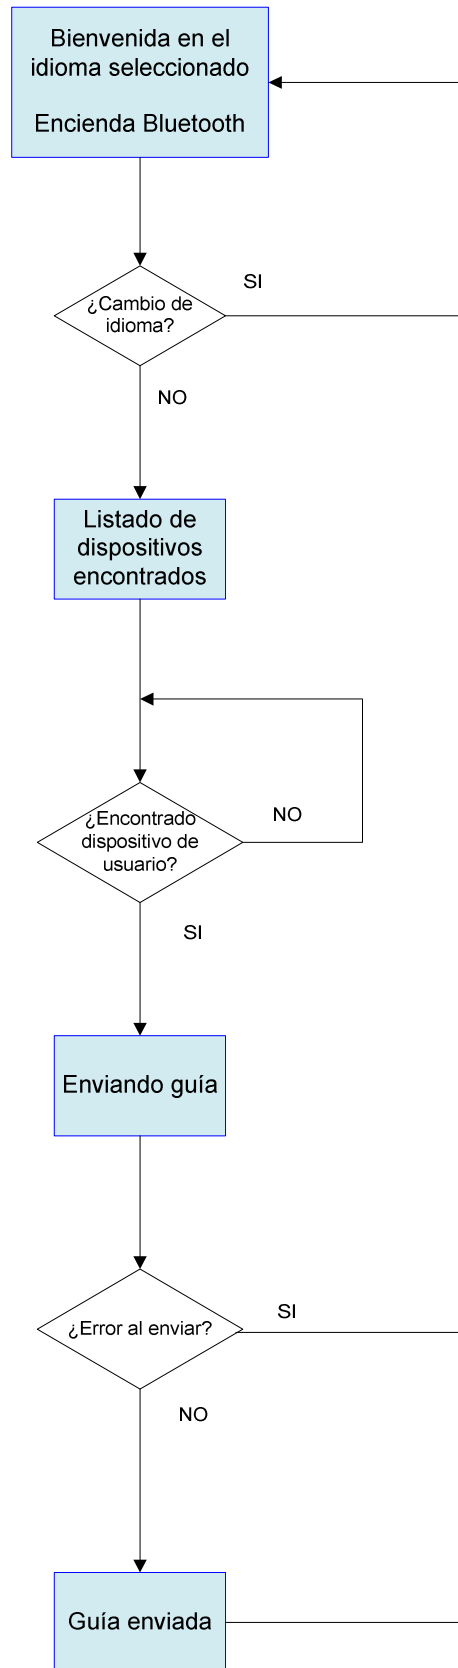 Bienvenida en el
idioma seleccionado
Encienda Bluetooth
¿Cambio de
idioma?
SI
NO
Listado de
dispositivos
encontrados
¿Encontrado
dispositivo de
usuario?
NO
SI
Enviando guía
¿Error al enviar?
SI
NO
Guía enviada